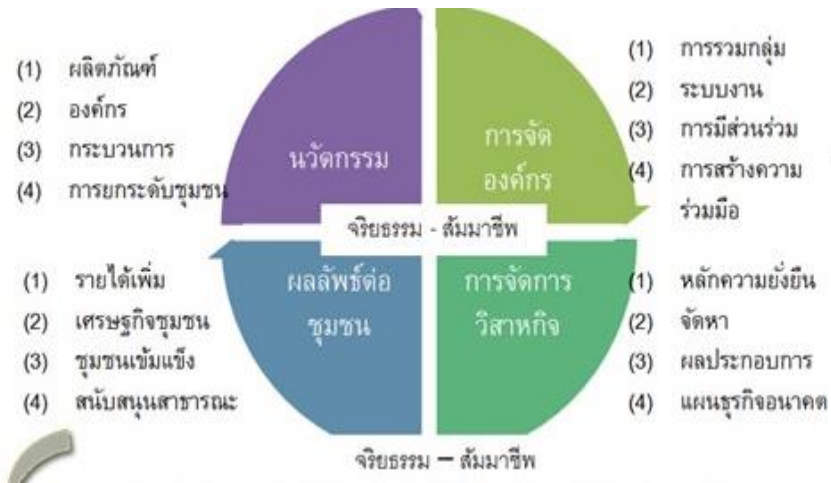 (1) ผลิตภัณฑ์
(2) องค์กร
(3) กระบวนการ
(4) การยกระดับชุมชน
นวัตกรรม
การจัด
องค์กร
(1) การรวมกลุ่ม
(2) ระบบงาน
(3) การมีส่วนร่วม
(4) การสร้างความ
ร่วมมือ
จริยธรรม - สัมมาชีพ
(1) รายได้เพิ่ม
(2) เศรษฐกิจชุมชน
(3) ชุมชนเข้มแข็ง
(4) สนับสนุนสาธารณะ
ผลลัพธ์ต่อ
ชุมชน
การจัดการ
วิสาหกิจ
(1) หลักความยั่งยืน
(2) จัดหา
(3) ผลประกอบการ
(4) แผนธุรกิจอนาคต
จริยธรรม – สัมมาชีพ